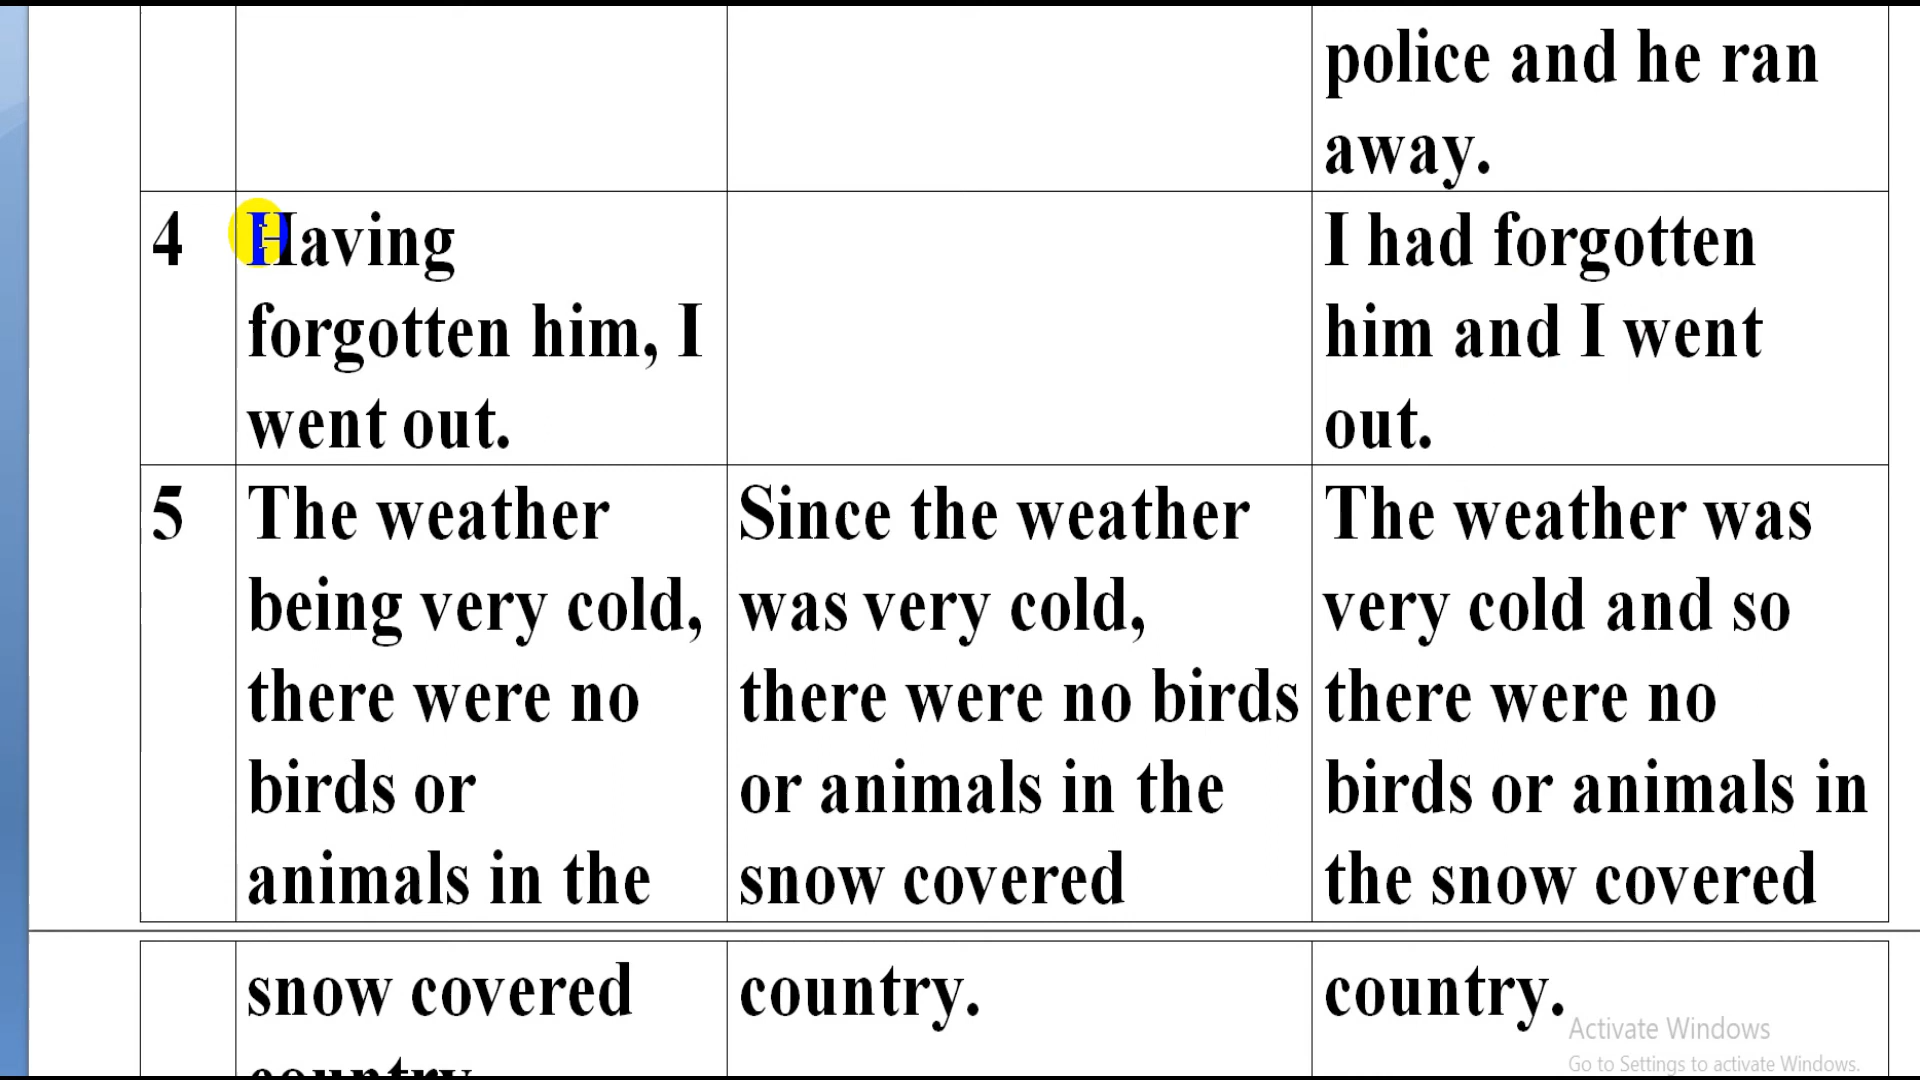 police and he ran
away.
4
Having
forgotten him, I
went out.
I had forgotten
him and I went
out.
5
The weather
being very cold,
there were no
birds or
animals in the
Since the weather
was very cold,
there were no birds
or animals in the
snow covered
The weather was
very cold and so
there were no
birds or animals in
the snow covered
snow covered
country
country.
country.
Activate Windows
Go to Settings to activate Windows.